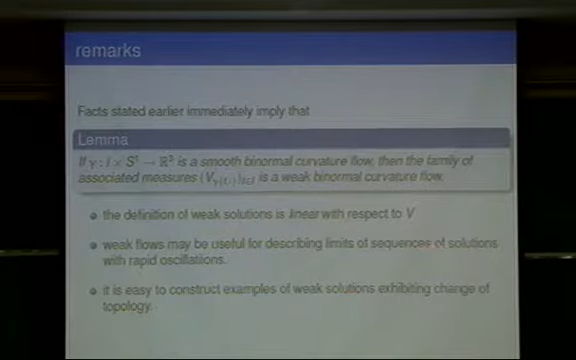 remarks
Facts stated earlier immediately imply that
Lemma
If γ : I × S¹ → ℝ³ is a smooth binormal curvature flow, then the family of
associated measures (V_γ(t,·))_t∈I is a weak binormal curvature flow.
the definition of weak solutions is linear with respect to V
weak flows may be useful for describing limits of sequences of solutions
with rapid oscillatiions.
it is easy to construct examples of weak solutions exhibiting change of
topology.